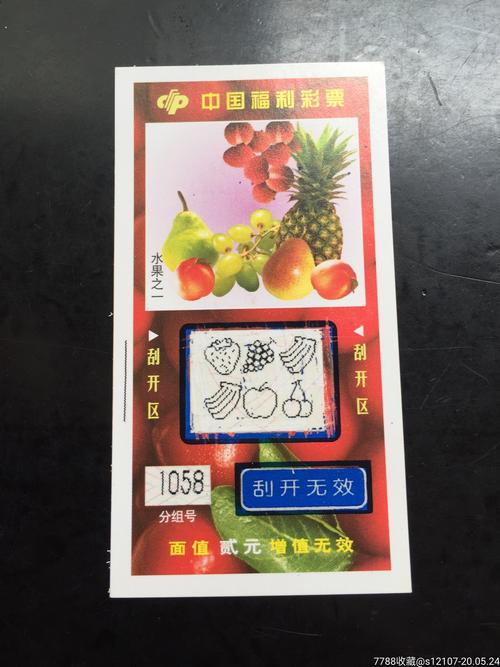 中国福利彩票
水果之一
刮开区
刮开区
1058
分组号
刮开无效
面值 贰元 增值无效
7788收藏@s12107-20.05.24